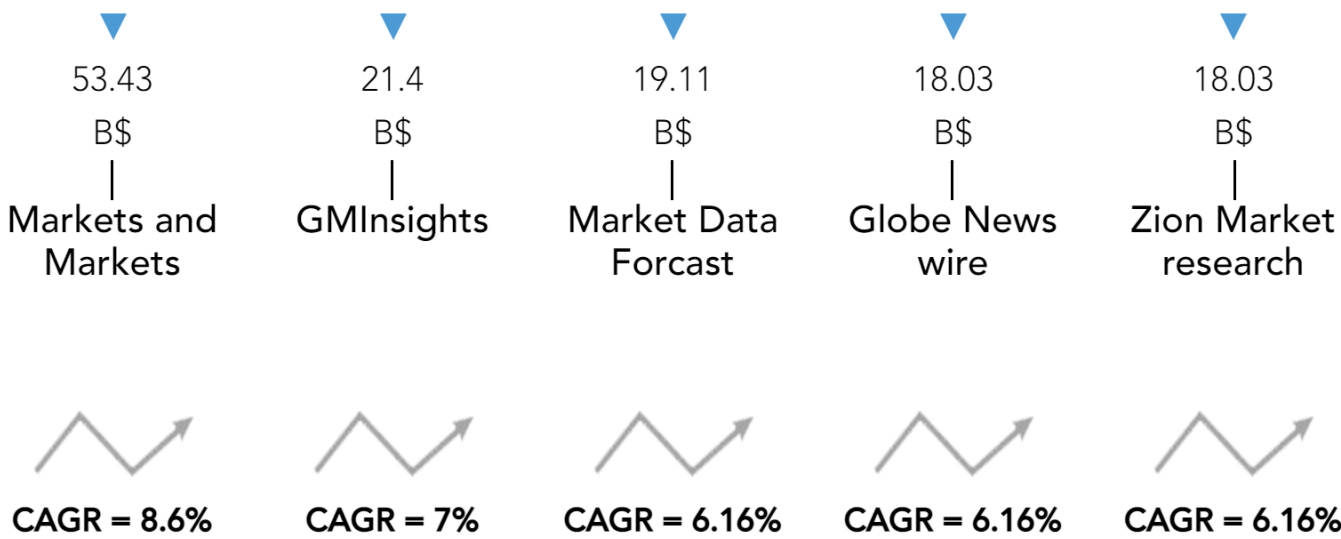 53.43
B$
Markets and
Markets
CAGR = 8.6%
21.4
B$
GMInsights
CAGR = 7%
19.11
B$
Market Data
Forcast
CAGR = 6.16%
18.03
B$
Globe News
wire
CAGR = 6.16%
18.03
B$
Zion Market
research
CAGR = 6.16%